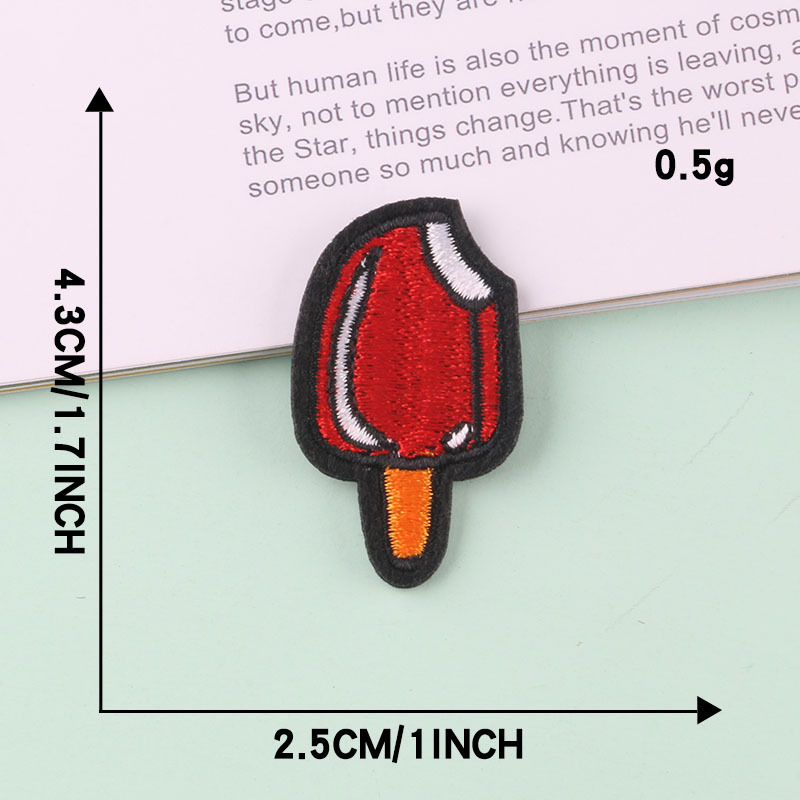 to come,but they are
But human life is also the moment of cosm
sky, not to mention everything is leaving, a
the Star, things change.That's the worst p
someone so much and knowing he'll neve
0.5g
4.3CM/1.7INCH
2.5CM/1INCH